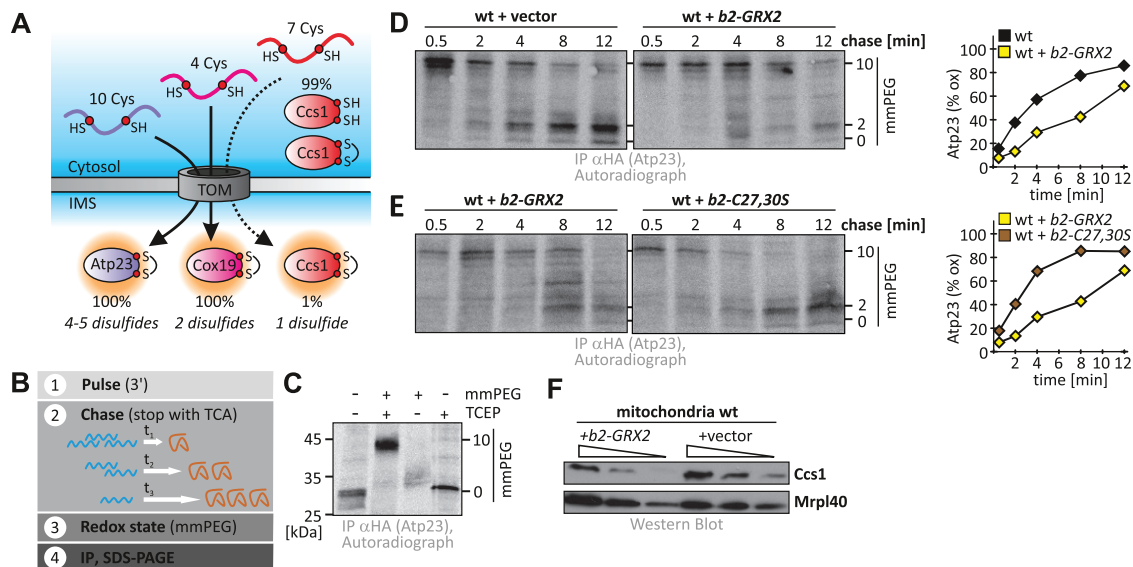 A
7 Cys
HS
SH
4 Cys
HS
SH
99%
10 Cys
Ccs1
SH
SH
HS
SH
Ccs1
S
S
Cytosol
TOM
IMS
Atp23
S
S
Cox19
S
S
Ccs1
S
S
100%
100%
1%
4-5 disulfides
2 disulfides
1 disulfide
B
1 Pulse (3')
2 Chase (stop with TCA)
t1
t2
t3
3 Redox state (mmPEG)
4 IP, SDS-PAGE
C
- + + - mmPEG
- + - + TCEP
45
35
25
[kDa]
10
0
mmPEG
IP αHA (Atp23),
Autoradiograph
D
wt + vector
wt + b2-GRX2
0.5 2 4 8 12 0.5 2 4 8 12 chase [min]
10
2
0
mmPEG
IP αHA (Atp23),
Autoradiograph
wt
wt + b2-GRX2
Atp23 (% ox)
100
80
60
40
20
0
2 4 8 12
time [min]
E
wt + b2-GRX2
wt + b2-C27,30S
0.5 2 4 8 12 0.5 2 4 8 12 chase [min]
10
2
0
mmPEG
IP αHA (Atp23),
Autoradiograph
wt + b2-GRX2
wt + b2-C27,30S
Atp23 (% ox)
100
80
60
40
20
0
2 4 8 12
time [min]
F
mitochondria wt
+b2-GRX2
+vector
Ccs1
Mrpl40
Western Blot